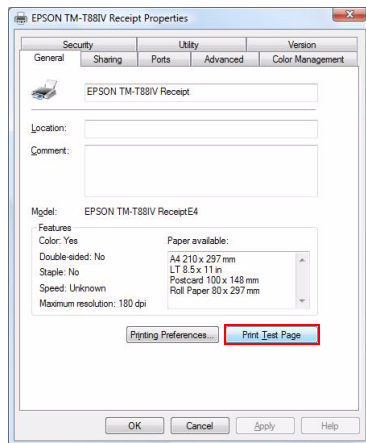 EPSON TM-T88IV Receipt Properties
Security Utility Version
General Sharing Ports Advanced Color Management
EPSON TM-T88IV Receipt
Location:
Comment:
Model: EPSON TM-T88IV ReceiptE4
Features
Color: Yes Paper available:
Double-sided: No A4 210 x 297 mm
Staple: No LT 8.5 x 11 in
Speed: Unknown Postcard 100 x 148 mm
Maximum resolution: 180 dpi Roll Paper 80 x 297 mm
Printing Preferences... Print Test Page
OK Cancel Apply Help